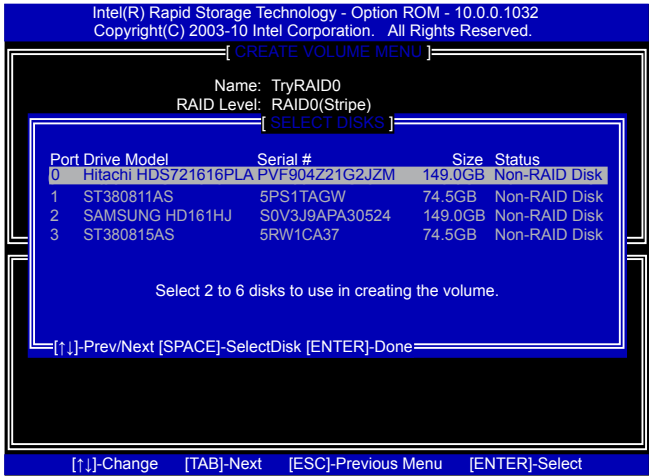 Intel(R) Rapid Storage Technology - Option ROM - 10.0.0.1032
Copyright(C) 2003-10 Intel Corporation.   All Rights Reserved.
[ CREATE VOLUME MENU ]
Name: TryRAID0
RAID Level: RAID0(Stripe)
[ SELECT DISKS ]
Port Drive Model Serial # Size Status
0 Hitachi HDS721616PLA PVF904Z21G2JZM 149.0GB Non-RAID Disk
1 ST380811AS 5PS1TAGW 74.5GB Non-RAID Disk
2 SAMSUNG HD161HJ S0V3J9APA30524 149.0GB Non-RAID Disk
3 ST380815AS 5RW1CA37 74.5GB Non-RAID Disk
Select 2 to 6 disks to use in creating the volume.
[↑↓]-Prev/Next [SPACE]-SelectDisk [ENTER]-Done
[↑↓]-Change [TAB]-Next [ESC]-Previous Menu [ENTER]-Select